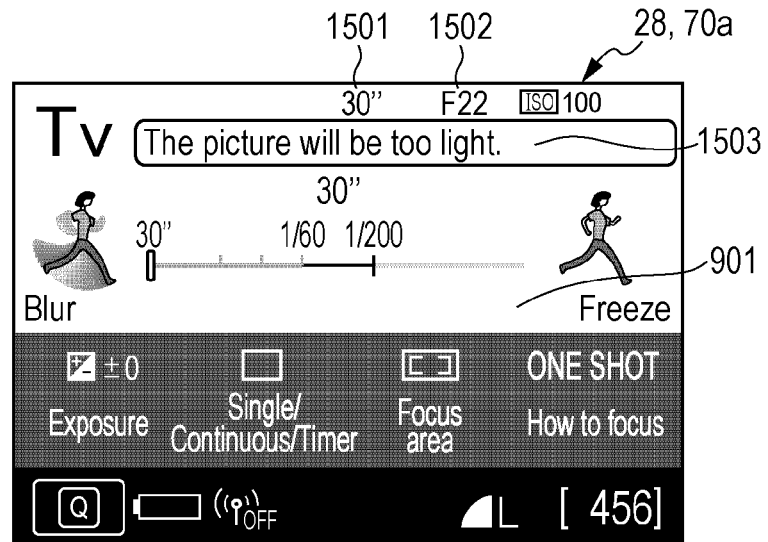 1501 1502 28, 70a
30" F22 ISO 100
Tv
The picture will be too light.
1503
30"
30" 1/60 1/200
901
Blur Freeze
±0 ONE SHOT
Exposure Single/ Continuous/Timer Focus area How to focus
Q ((ϙ)) OFF L [ 456]